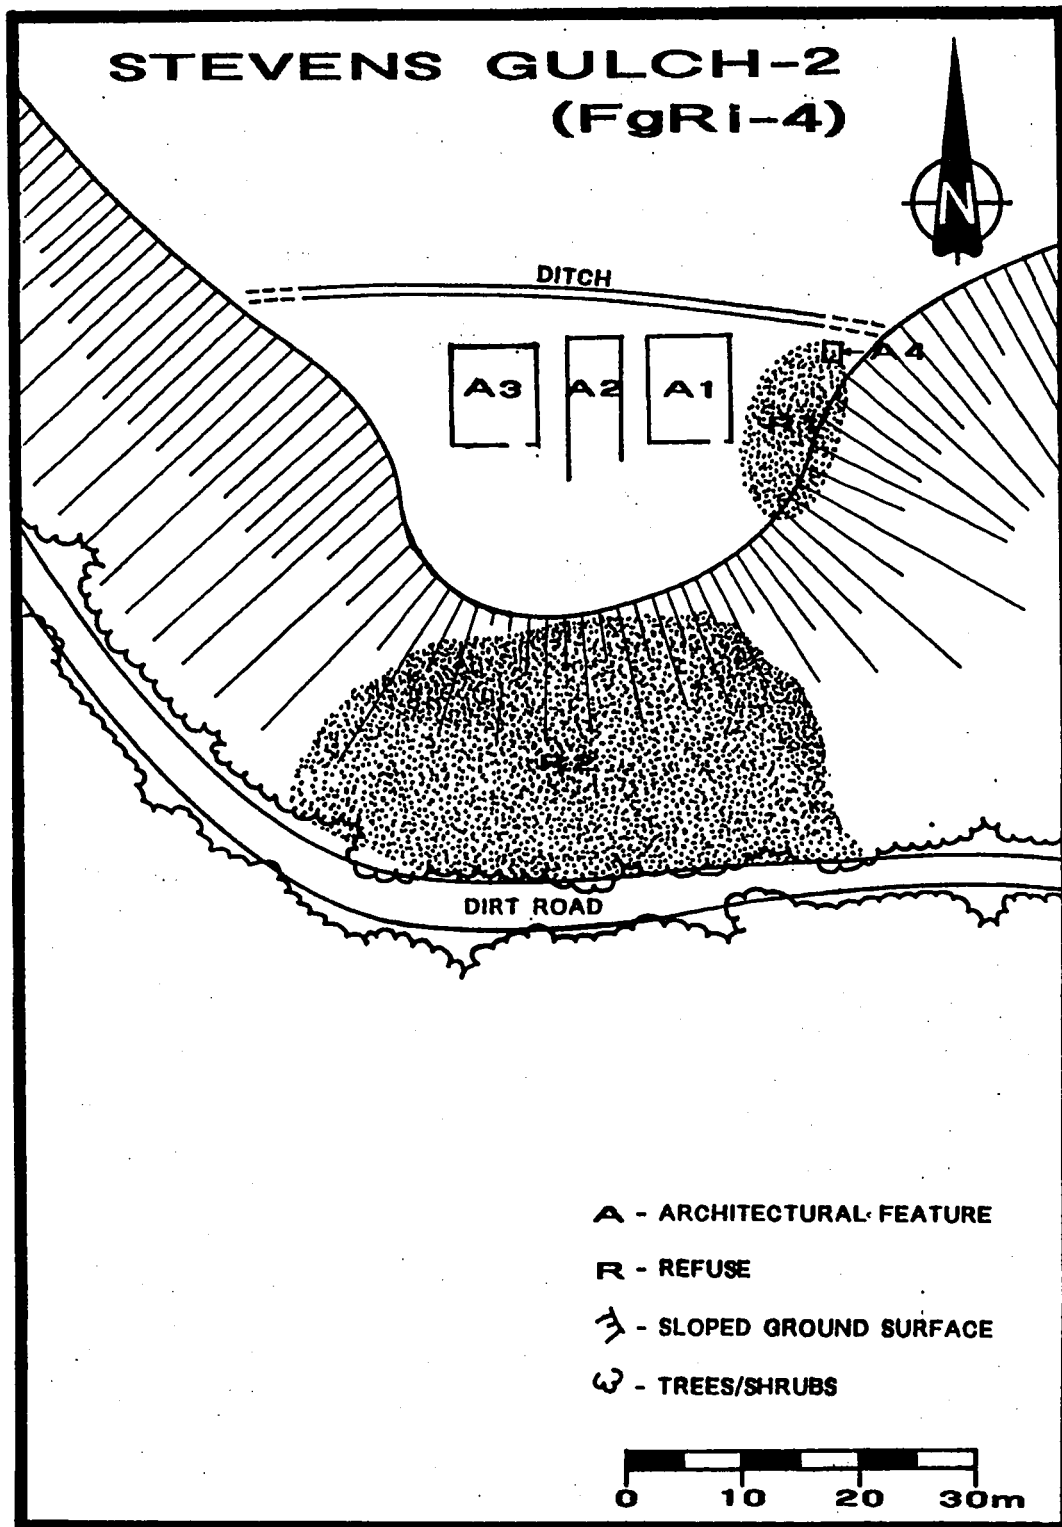 STEVENS GULCH-2
(FgRi-4)
N
DITCH
A3 A2 A1 A4
R1
R2
DIRT ROAD
A - ARCHITECTURAL FEATURE
R - REFUSE
- SLOPED GROUND SURFACE
- TREES/SHRUBS
0 10 20 30m